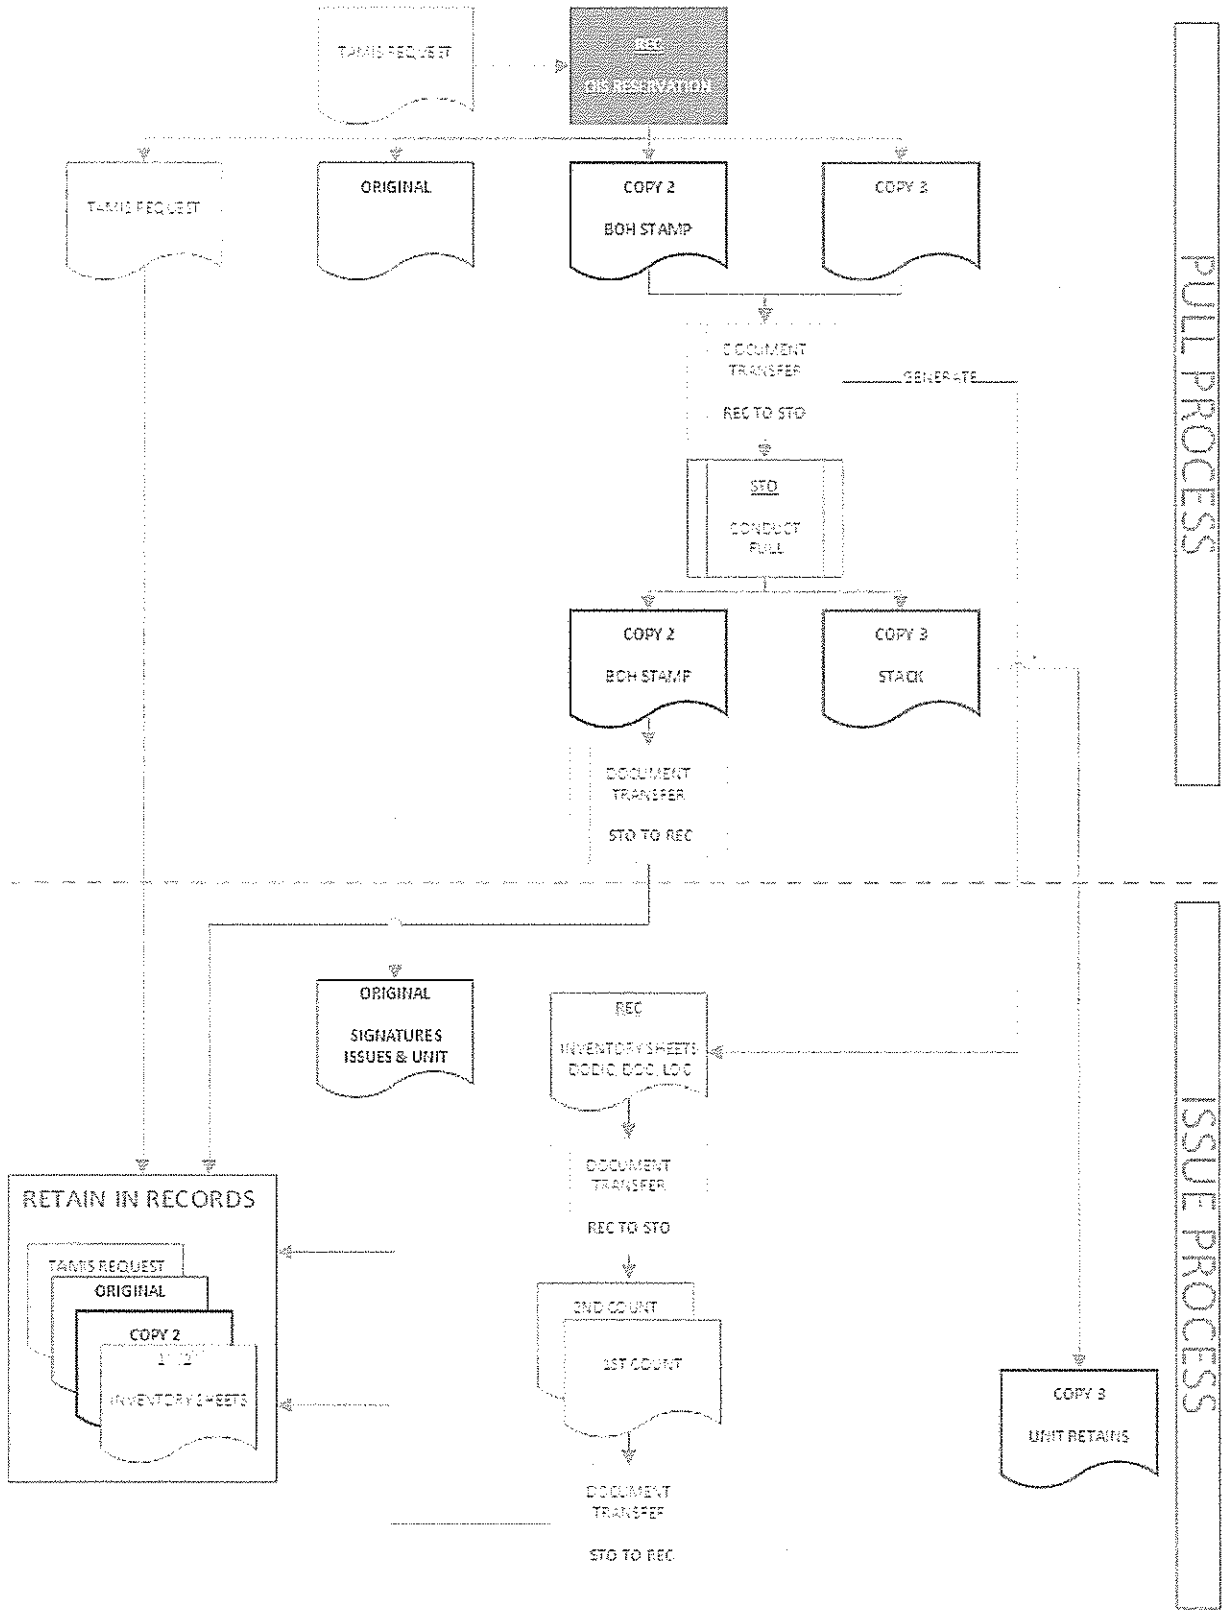 TAMIS REQUEST
REC
OIS RESERVATION
TAMIS REQUEST
ORIGINAL
COPY 2
BOH STAMP
COPY 3
DOCUMENT
TRANSFER
REC TO STO
GENERATE
STO
CONDUCT
PULL
COPY 2
BOH STAMP
COPY 3
STACK
DOCUMENT
TRANSFER
STO TO REC
PULL PROCESS
ORIGINAL
SIGNATURES
ISSUES & UNIT
REC
INVENTORY SHEETS
DODIC, DOC, LOC
DOCUMENT
TRANSFER
REC TO STO
RETAIN IN RECORDS
TAMIS REQUEST
ORIGINAL
COPY 2
INVENTORY SHEETS
2ND COUNT
1ST COUNT
COPY 3
UNIT RETAINS
DOCUMENT
TRANSFER
STO TO REC
ISSUE PROCESS